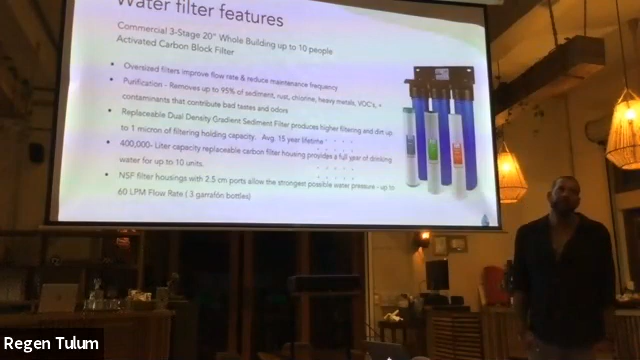 Water filter features
Commercial 3-Stage 20" Whole Building up to 10 people
Activated Carbon Block Filter
• Oversized filters improve flow rate & reduce maintenance frequency
• Purification - Removes up to 95% of sediment, rust, chlorine, heavy metals, VOC's, +
contaminants that contribute bad tastes and odors
• Replaceable Dual Density Gradient Sediment Filter produces higher filtering and dirt up
to 1 micron of filtering holding capacity. Avg. 15 year lifetime
• 400,000- Liter capacity replaceable carbon filter housing provides a full year of drinking
water for up to 10 units.
• NSF filter housings with 2.5 cm ports allow the strongest possible water pressure - up to
60 LPM Flow Rate ( 3 garrafón bottles)
Regen Tulum